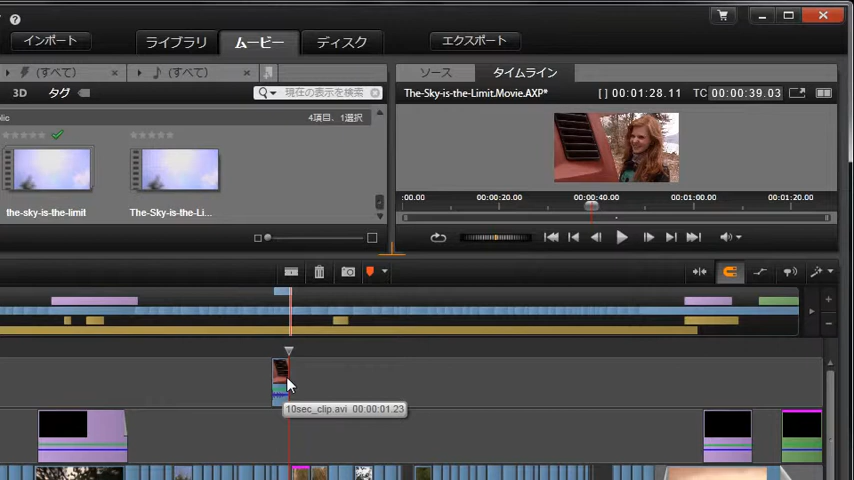 ?
インポート ライブラリ ムービー ディスク エクスポート
(すべて) × (すべて) × ソース タイムライン
3D タグ 現在の表示を検索 The-Sky-is-the-Limit.Movie.AXP* [ ] 00:01:28.11 TC 00:00:39.03
olic 4項目、1選択
:00.00 00:00:20.00 00:00:40.00 00:01:00.00 00:01:20.00
the-sky-is-the-limit The-Sky-is-the-Li...
10sec_clip.avi 00:00:01.23